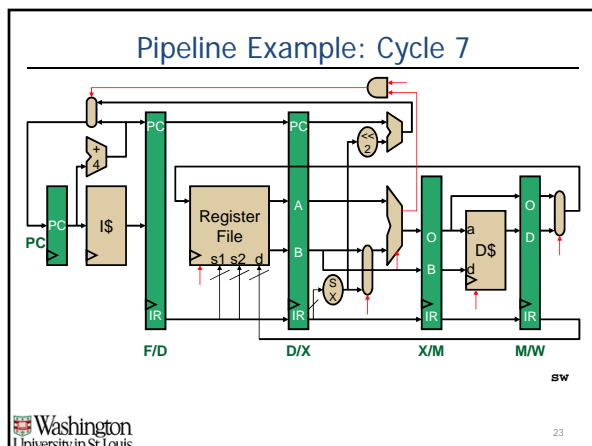 Pipeline Example: Cycle 7
PC
PC
<<
2
+
4
PC
I$
Register
File
s1 s2 d
A
B
S
X
O
B
a
D$
d
O
D
IR
IR
IR
IR
PC
F/D
D/X
X/M
M/W
sw
Washington
University in St Louis
23